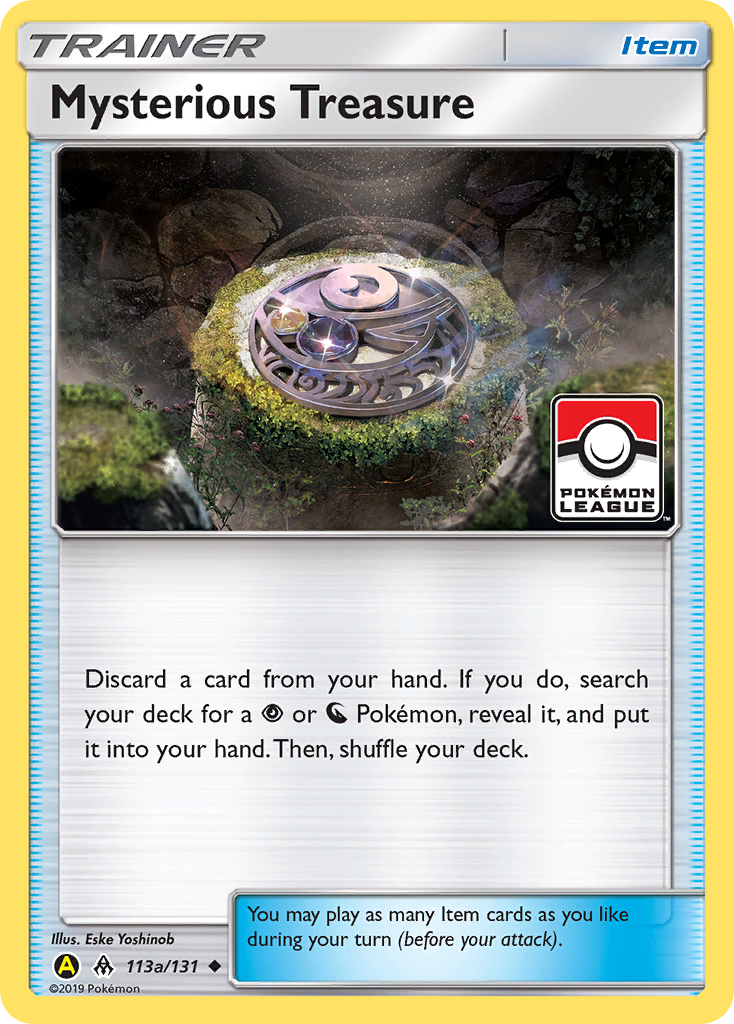 TRAINER Item
Mysterious Treasure
POKÉMON
LEAGUE™
Discard a card from your hand. If you do, search
your deck for a or Pokémon, reveal it, and put
it into your hand. Then, shuffle your deck.
You may play as many Item cards as you like
during your turn (before your attack).
Illus. Eske Yoshinob
A 113a/131
©2019 Pokémon